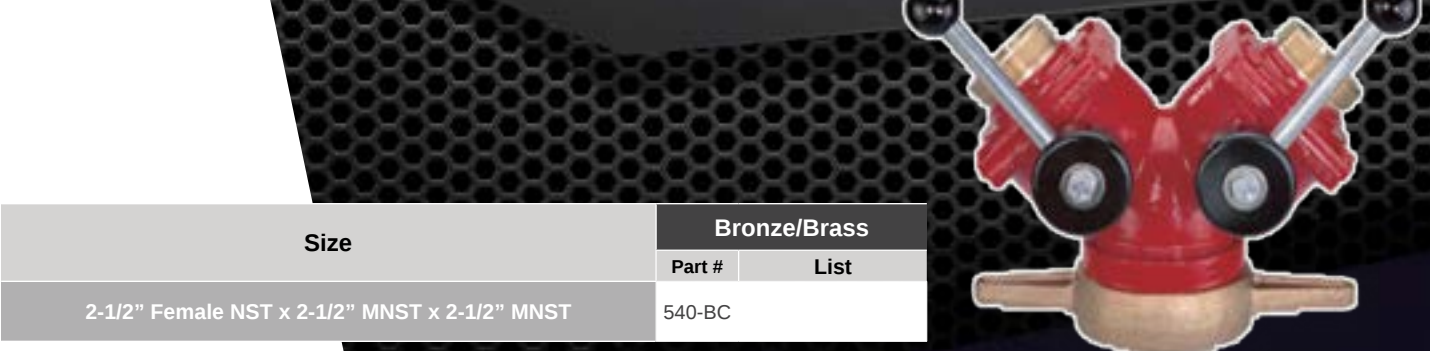 Size
Bronze/Brass
Part #
List
2-1/2” Female NST x 2-1/2” MNST x 2-1/2” MNST
540-BC